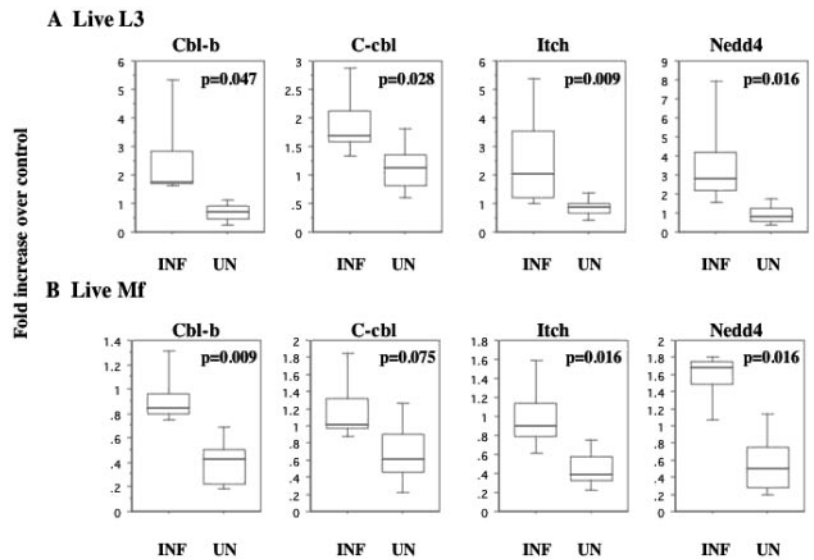 A Live L3
Fold increase over control
Cbl-b
p=0.047
6
5
4
3
2
1
0
INF UN
C-cbl
p=0.028
3
2.5
2
1.5
1
.5
0
INF UN
Itch
p=0.009
6
5
4
3
2
1
0
INF UN
Nedd4
p=0.016
9
8
7
6
5
4
3
2
1
0
INF UN
B Live Mf
Cbl-b
p=0.009
1.4
1.2
1
.8
.6
.4
.2
0
INF UN
C-cbl
p=0.075
2
1.8
1.6
1.4
1.2
1
.8
.6
.4
.2
0
INF UN
Itch
p=0.016
1.8
1.6
1.4
1.2
1
.8
.6
.4
.2
0
INF UN
Nedd4
p=0.016
2
1.8
1.6
1.4
1.2
1
.8
.6
.4
.2
0
INF UN